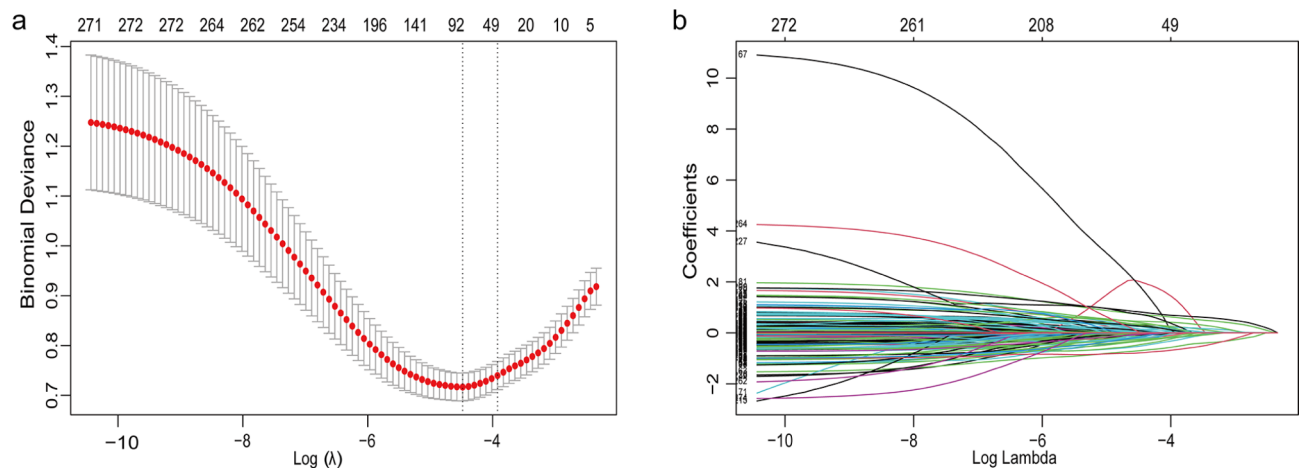 a
271 272 272 264 262 254 234 196 141 92 49 20 10 5
Binomial Deviance
1.4
1.3
1.2
1.1
1.0
0.9
0.8
0.7
−10 −8 −6 −4
Log (λ)
b
272 261 208 49
Coefficients
10
8
6
4
2
0
−2
67
264
227
−10 −8 −6 −4
Log Lambda